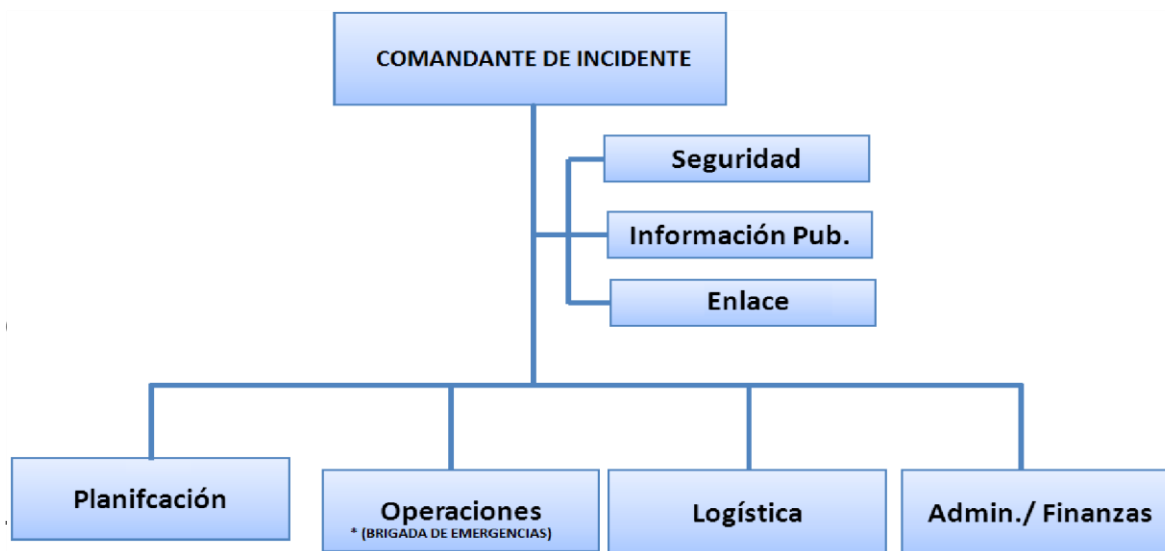 COMANDANTE DE INCIDENTE
Seguridad
Información Pub.
Enlace
Planifcación
Operaciones
* (BRIGADA DE EMERGENCIAS)
Logística
Admin./ Finanzas